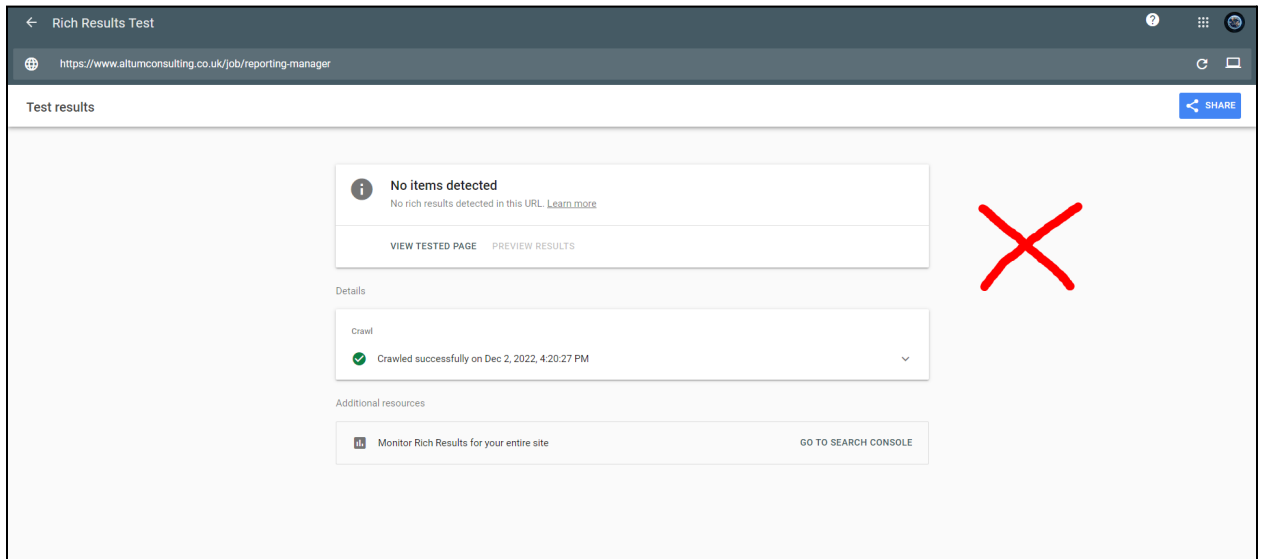 Rich Results Test
https://www.altumconsulting.co.uk/job/reporting-manager
Test results
SHARE
No items detected
No rich results detected in this URL. Learn more
VIEW TESTED PAGE PREVIEW RESULTS
Details
Crawl
Crawled successfully on Dec 2, 2022, 4:20:27 PM
Additional resources
Monitor Rich Results for your entire site GO TO SEARCH CONSOLE